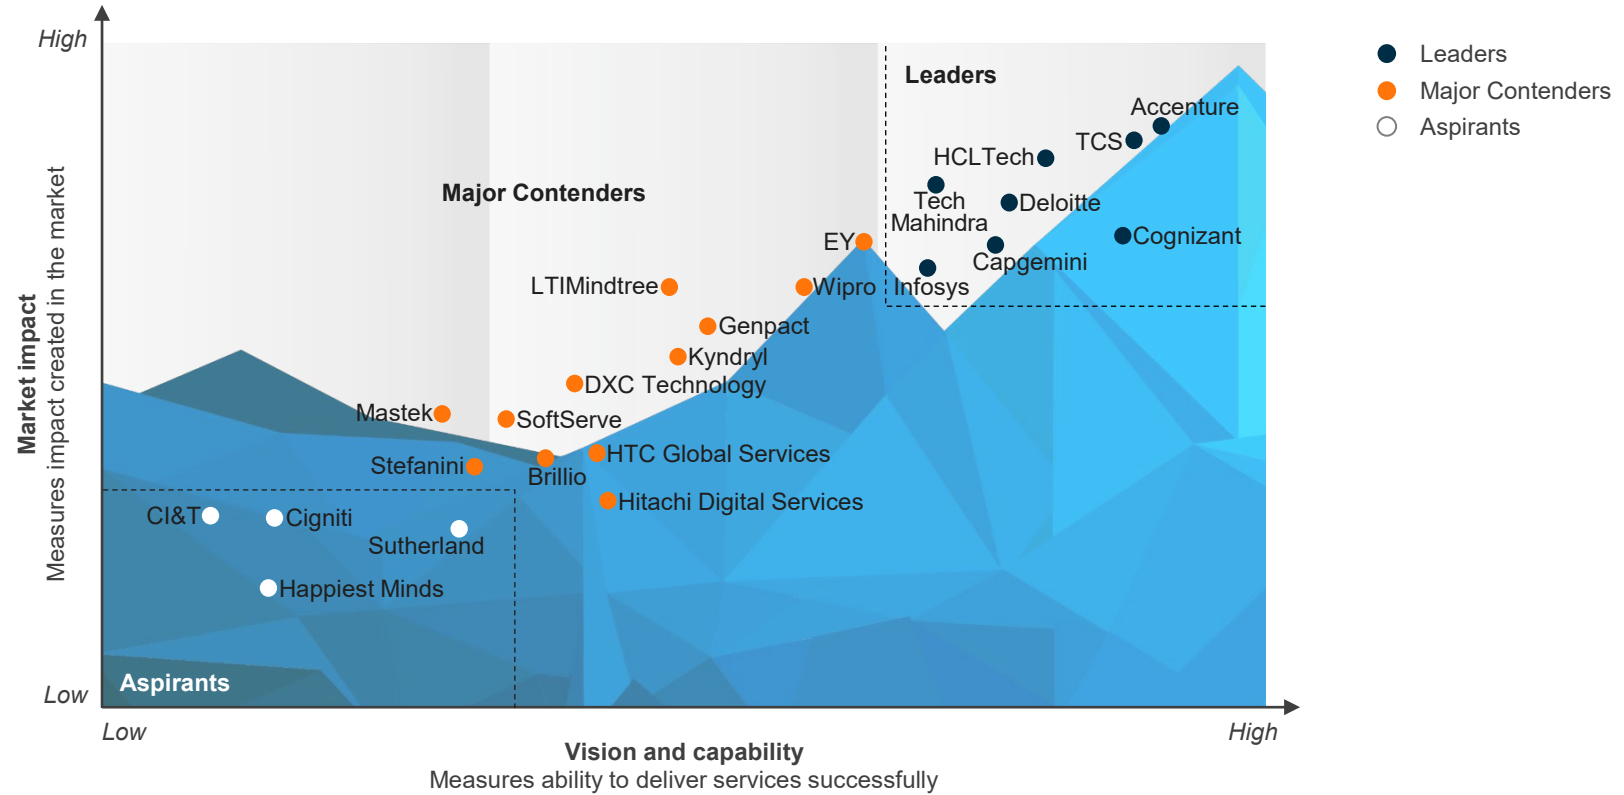 High
Leaders
Leaders
Major Contenders
Aspirants
Accenture
TCS
HCLTech
Tech
Mahindra
Deloitte
Major Contenders
EY
Cognizant
Capgemini
Infosys
LTIMindtree
Wipro
Genpact
Kyndryl
DXC Technology
Mastek
SoftServe
HTC Global Services
Stefanini
Brillio
Hitachi Digital Services
CI&T
Cigniti
Sutherland
Happiest Minds
Aspirants
Market impact
Measures impact created in the market
Low
Low
High
Vision and capability
Measures ability to deliver services successfully